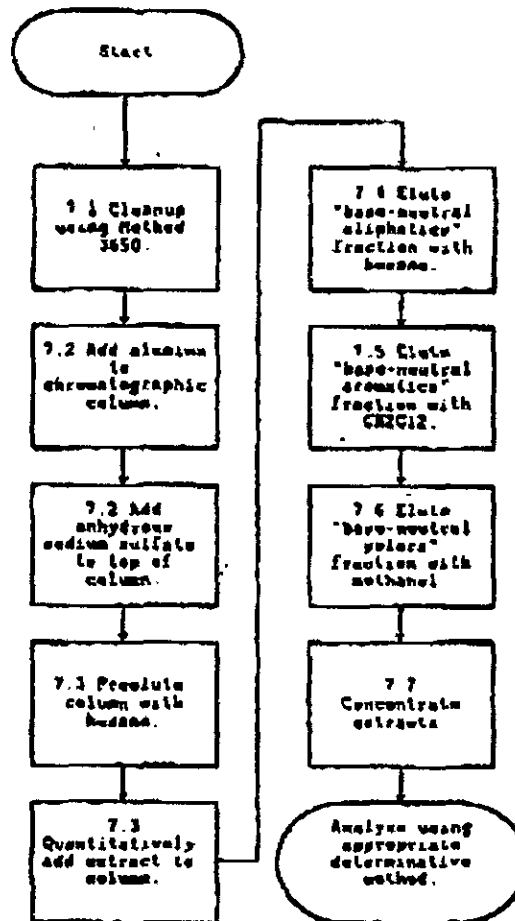 Start
7.1 Cleanup
using Method
3650.
7.2 Add alumina
to
chromatographic
column.
7.2 Add
anhydrous
sodium sulfate
to top of
column.
7.3 Preelute
column with
hexane.
7.3
Quantitatively
add extract to
column.
7.4 Elute
"base-neutral
aliphatics"
fraction with
hexane.
7.5 Elute
"base-neutral
aromatics"
fraction with
CH2Cl2.
7.6 Elute
"base-neutral
polars"
fraction with
methanol
7.7
Concentrate
extracts
Analyze using
appropriate
determinative
method.